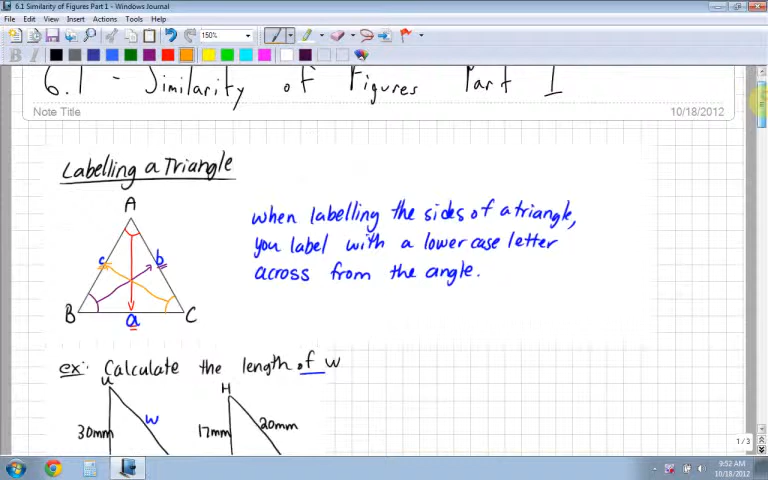 6.1 Similarity of Figures Part 1 - Windows Journal
File Edit View Insert Actions Tools Help
150%
B I
6.1 - Similarity of Figures Part 1
Note Title
10/18/2012
Labelling a Triangle
A
c b
B a C
when labelling the sides of a triangle,
you label with a lower case letter
across from the angle.
ex: Calculate the length of w
U H
30mm w 17mm 20mm
1 / 3
9:52 AM
10/18/2012